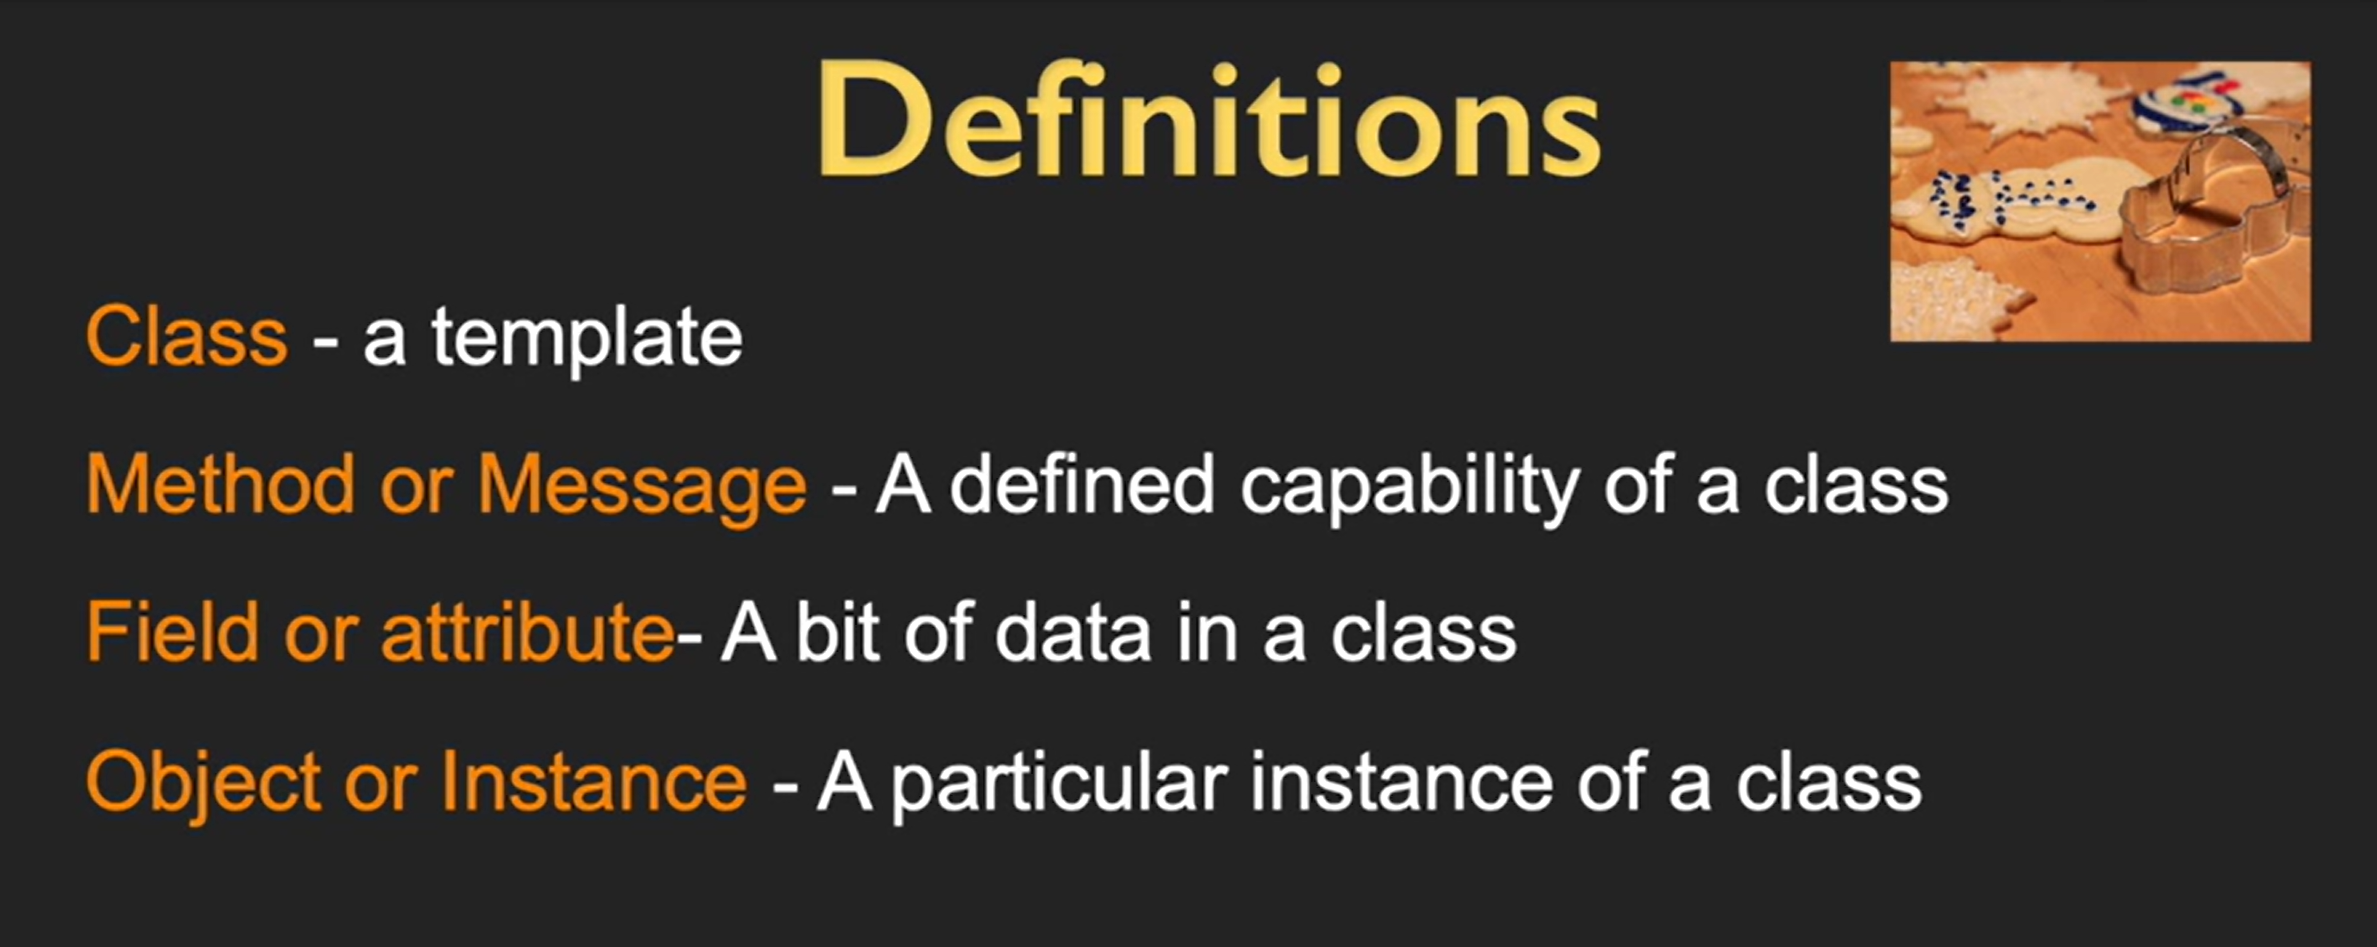 Definitions
Class - a template
Method or Message - A defined capability of a class
Field or attribute- A bit of data in a class
Object or Instance - A particular instance of a class